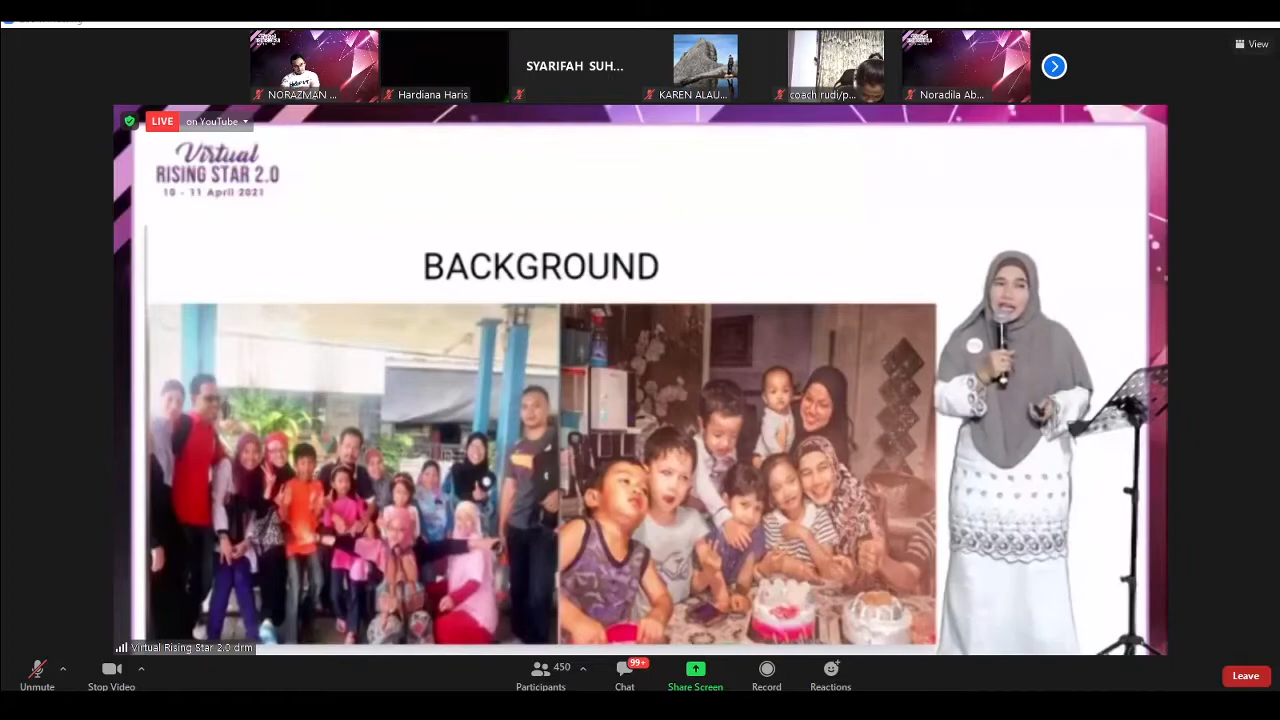 View
NORAZMAN ...
Hardiana Haris
SYARIFAH SUH...
KAREN ALAU...
coach rudi/p...
Noradila Ab...
LIVE on YouTube
Virtual
RISING STAR 2.0
10 - 11 April 2021
BACKGROUND
Virtual Rising Star 2.0 drm
Unmute
Stop Video
Participants 450
Chat 99+
Share Screen
Record
Reactions
Leave